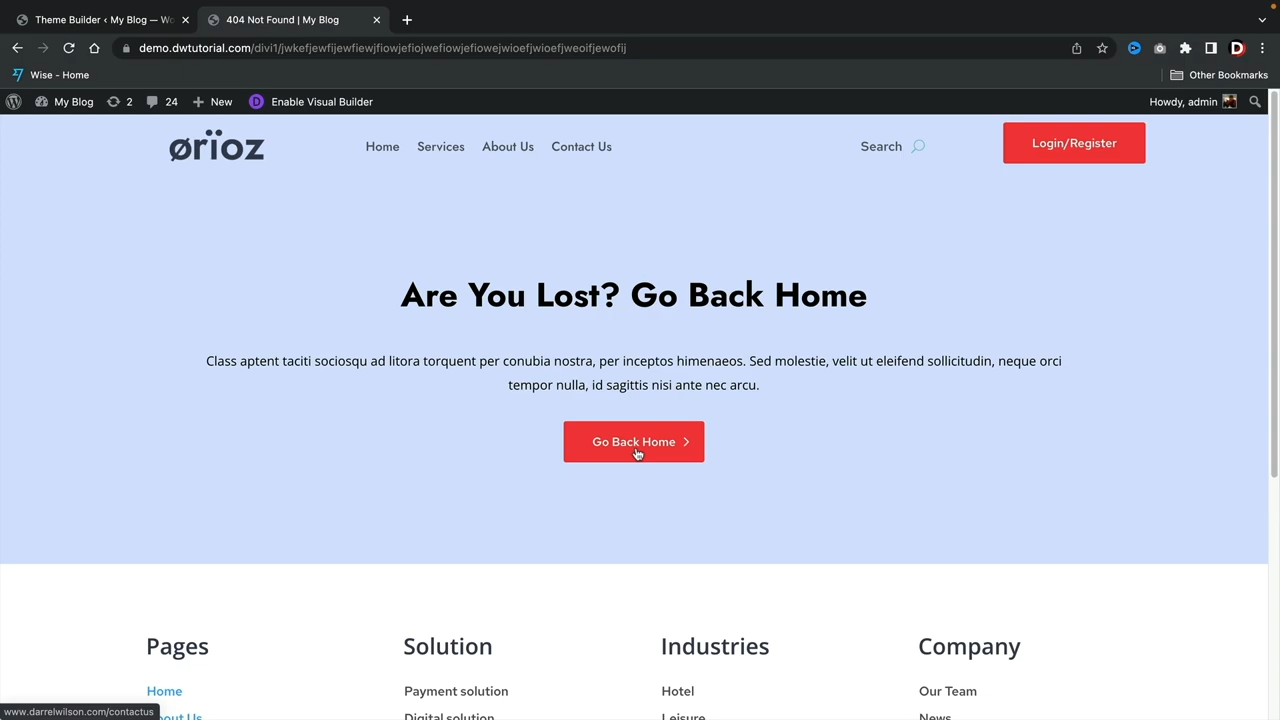 Theme Builder ‹ My Blog — Wo
404 Not Found | My Blog
demo.dwtutorial.com/divi1/jwkefjewfijewfiewjfiowjefiojwefiowjefiowejwioefjwioefjweoifjewofij
Wise - Home
Other Bookmarks
My Blog
2
24
New
Enable Visual Builder
Howdy, admin
ørïoz
Home
Services
About Us
Contact Us
Search
Login/Register
Are You Lost? Go Back Home
Class aptent taciti sociosqu ad litora torquent per conubia nostra, per inceptos himenaeos. Sed molestie, velit ut eleifend sollicitudin, neque orci
tempor nulla, id sagittis nisi ante nec arcu.
Go Back Home
Pages
Solution
Industries
Company
Home
Payment solution
Hotel
Our Team
About Us
Digital solution
Leisure
News
www.darrelwilson.com/contactus